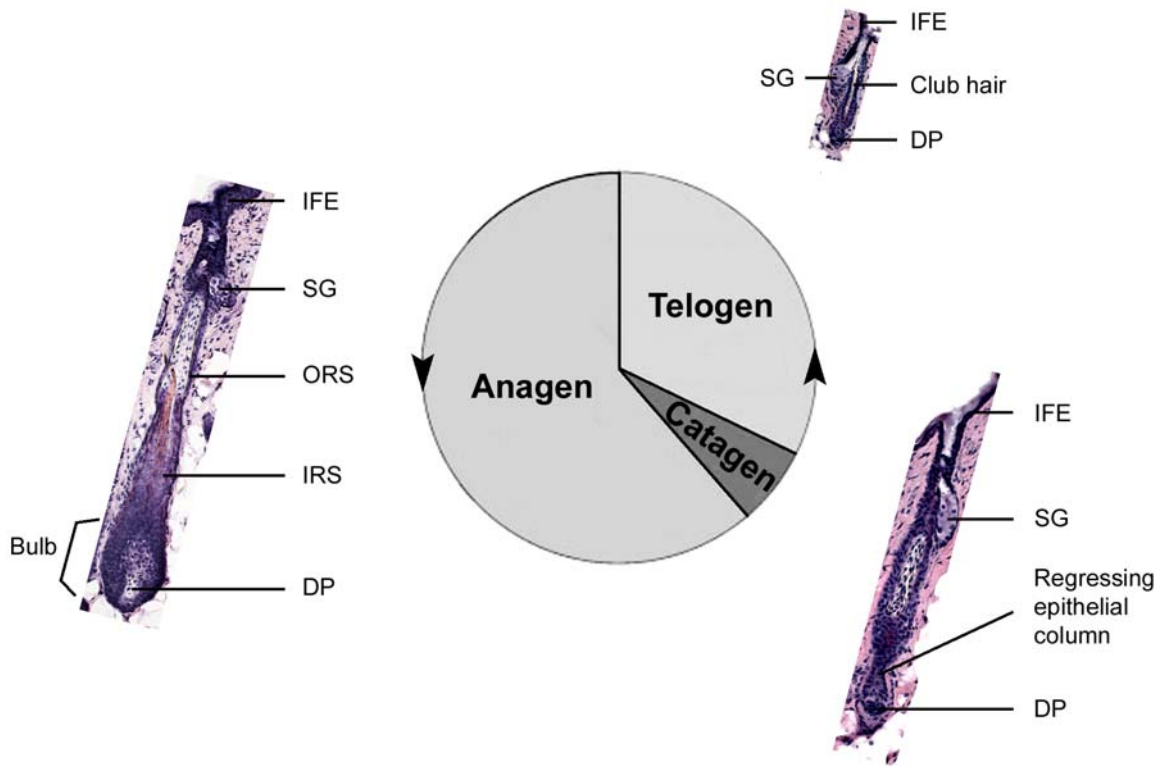 IFE
SG
Club hair
DP
IFE
SG
ORS
IRS
Bulb
DP
Telogen
Anagen
Catagen
IFE
SG
Regressing
epithelial
column
DP